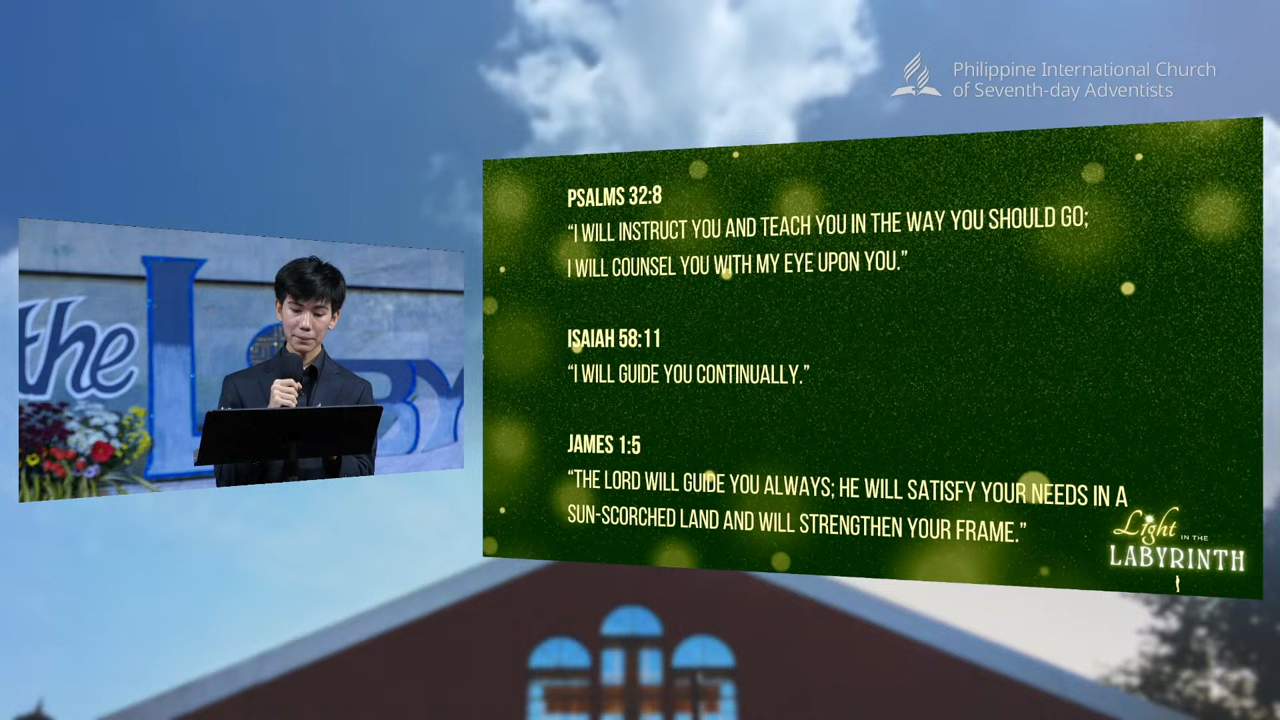 Philippine International Church
of Seventh-day Adventists
PSALMS 32:8
“I WILL INSTRUCT YOU AND TEACH YOU IN THE WAY YOU SHOULD GO;
I WILL COUNSEL YOU WITH MY EYE UPON YOU.”
ISAIAH 58:11
“I WILL GUIDE YOU CONTINUALLY.”
JAMES 1:5
“THE LORD WILL GUIDE YOU ALWAYS; HE WILL SATISFY YOUR NEEDS IN A
SUN-SCORCHED LAND AND WILL STRENGTHEN YOUR FRAME.”
Light IN THE
LABYRINTH
the